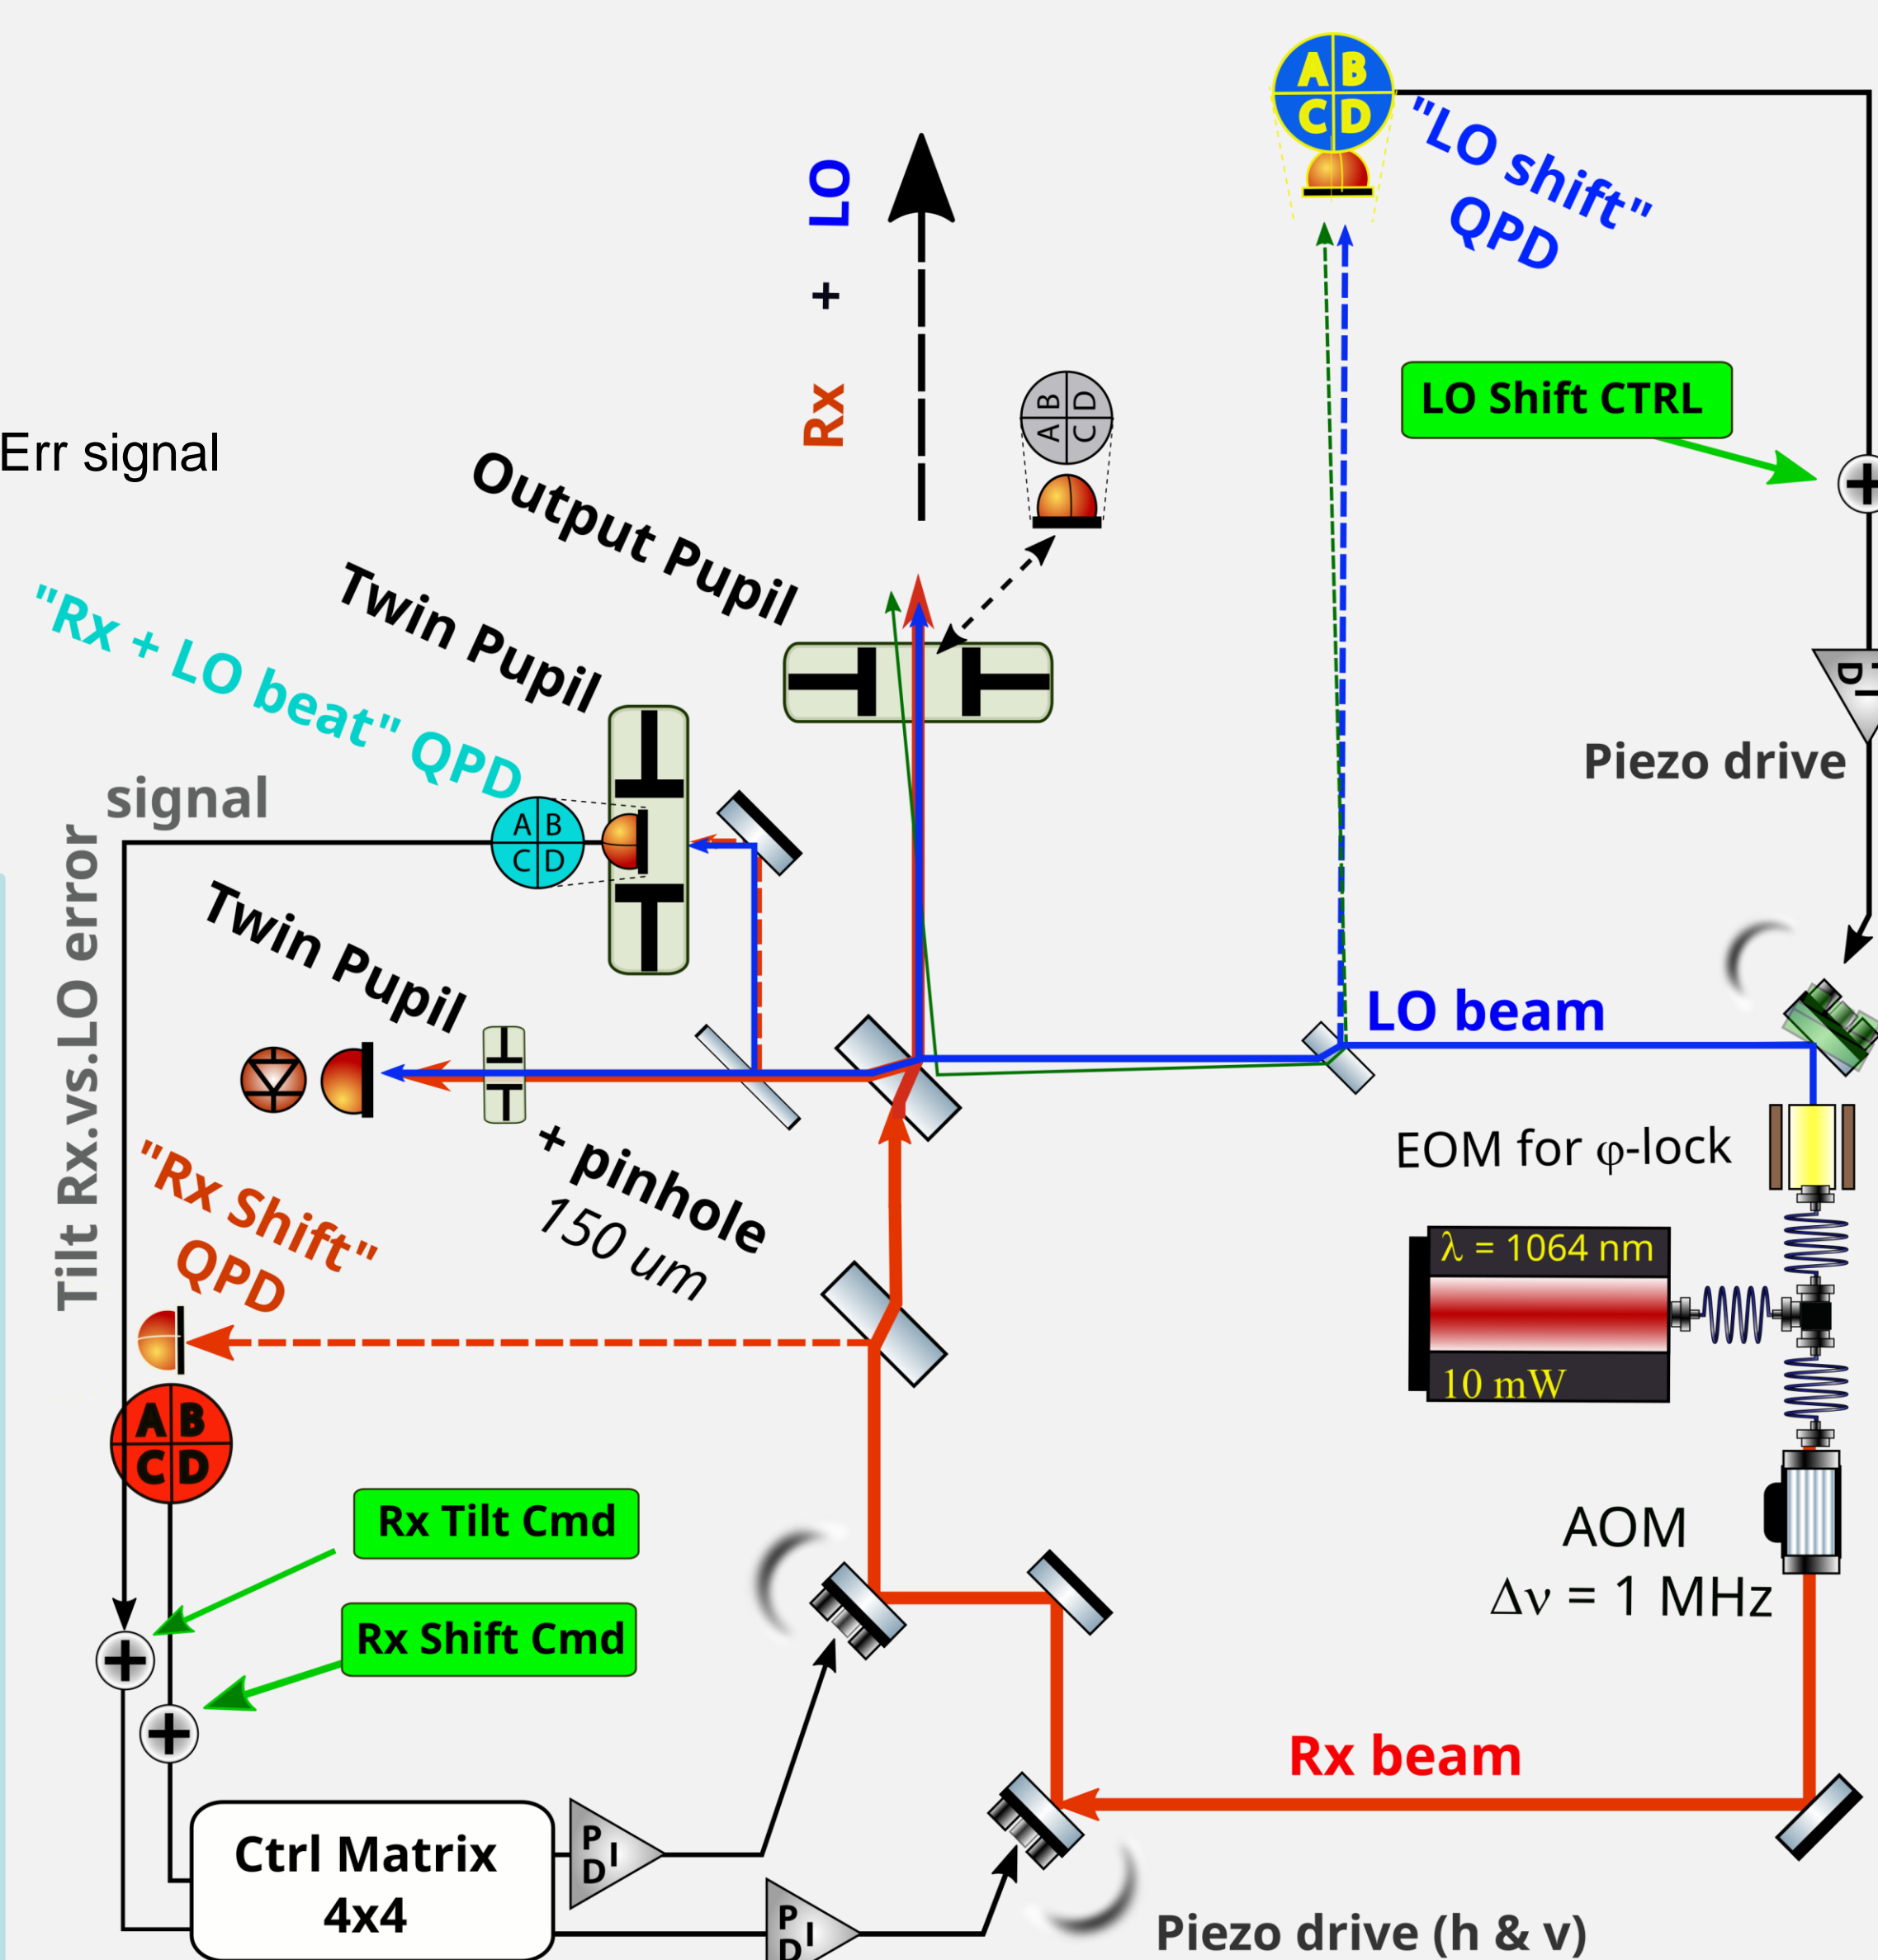 A B
C D
"LO shift"
QPD
Rx + LO
LO Shift CTRL
A B
C D
Err signal
Output Pupil
Twin Pupil
"Rx + LO beat" QPD
P I
D
Piezo drive
signal
A B
C D
Tilt Rx.vs.LO error
Twin Pupil
LO beam
+ pinhole
150 um
EOM for φ-lock
"Rx Shift"
QPD
λ = 1064 nm
10 mW
A B
C D
Rx Tilt Cmd
AOM
Δν = 1 MHz
Rx Shift Cmd
Rx beam
Ctrl Matrix
4x4
P I
D
P I
D
Piezo drive (h & v)